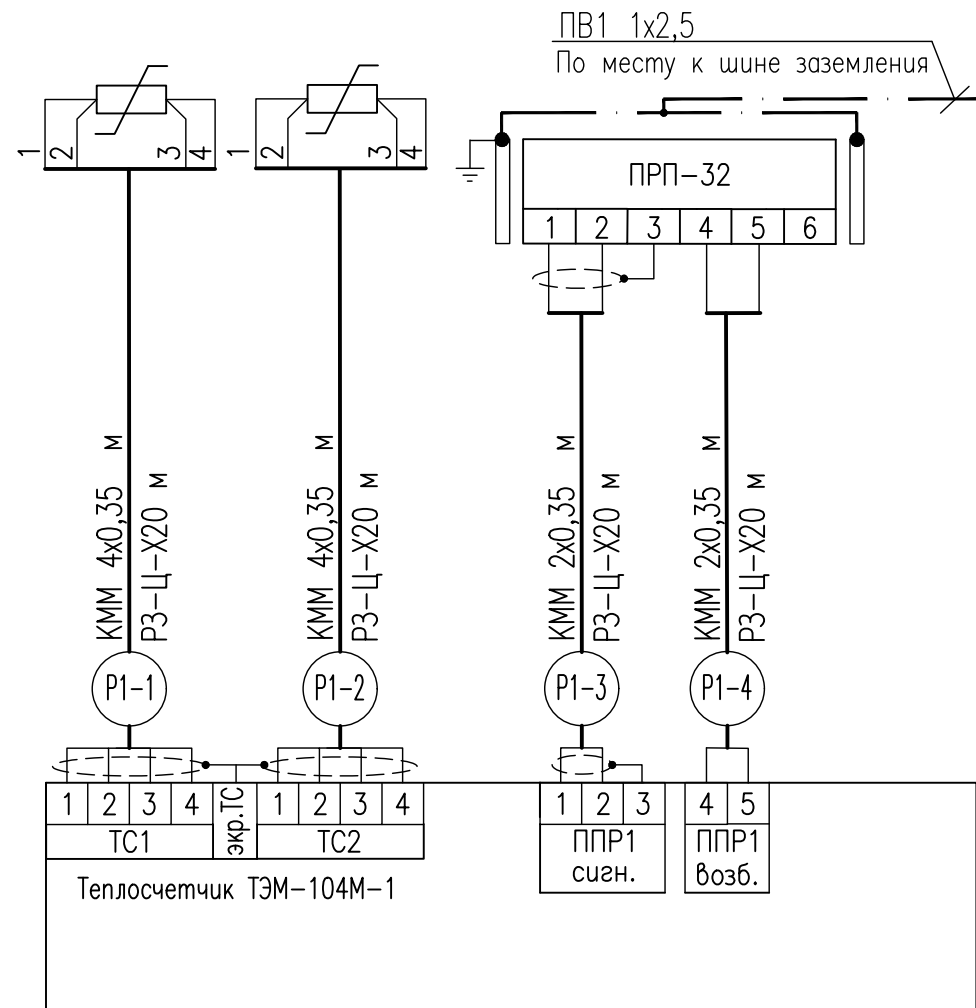 ПВ1 1х2,5
По месту к шине заземления
1 2 3 4
1 2 3 4
ПРП-32
1 2 3 4 5 6
КММ 4х0,35 м
РЗ-Ц-Х20 м
КММ 4х0,35 м
РЗ-Ц-Х20 м
КММ 2х0,35 м
РЗ-Ц-Х20 м
КММ 2х0,35 м
РЗ-Ц-Х20 м
Р1-1
Р1-2
Р1-3
Р1-4
1 2 3 4
экр.ТС
1 2 3 4
1 2 3
4 5
ТС1
ТС2
ППР1
сигн.
ППР1
возб.
Теплосчетчик ТЭМ-104М-1